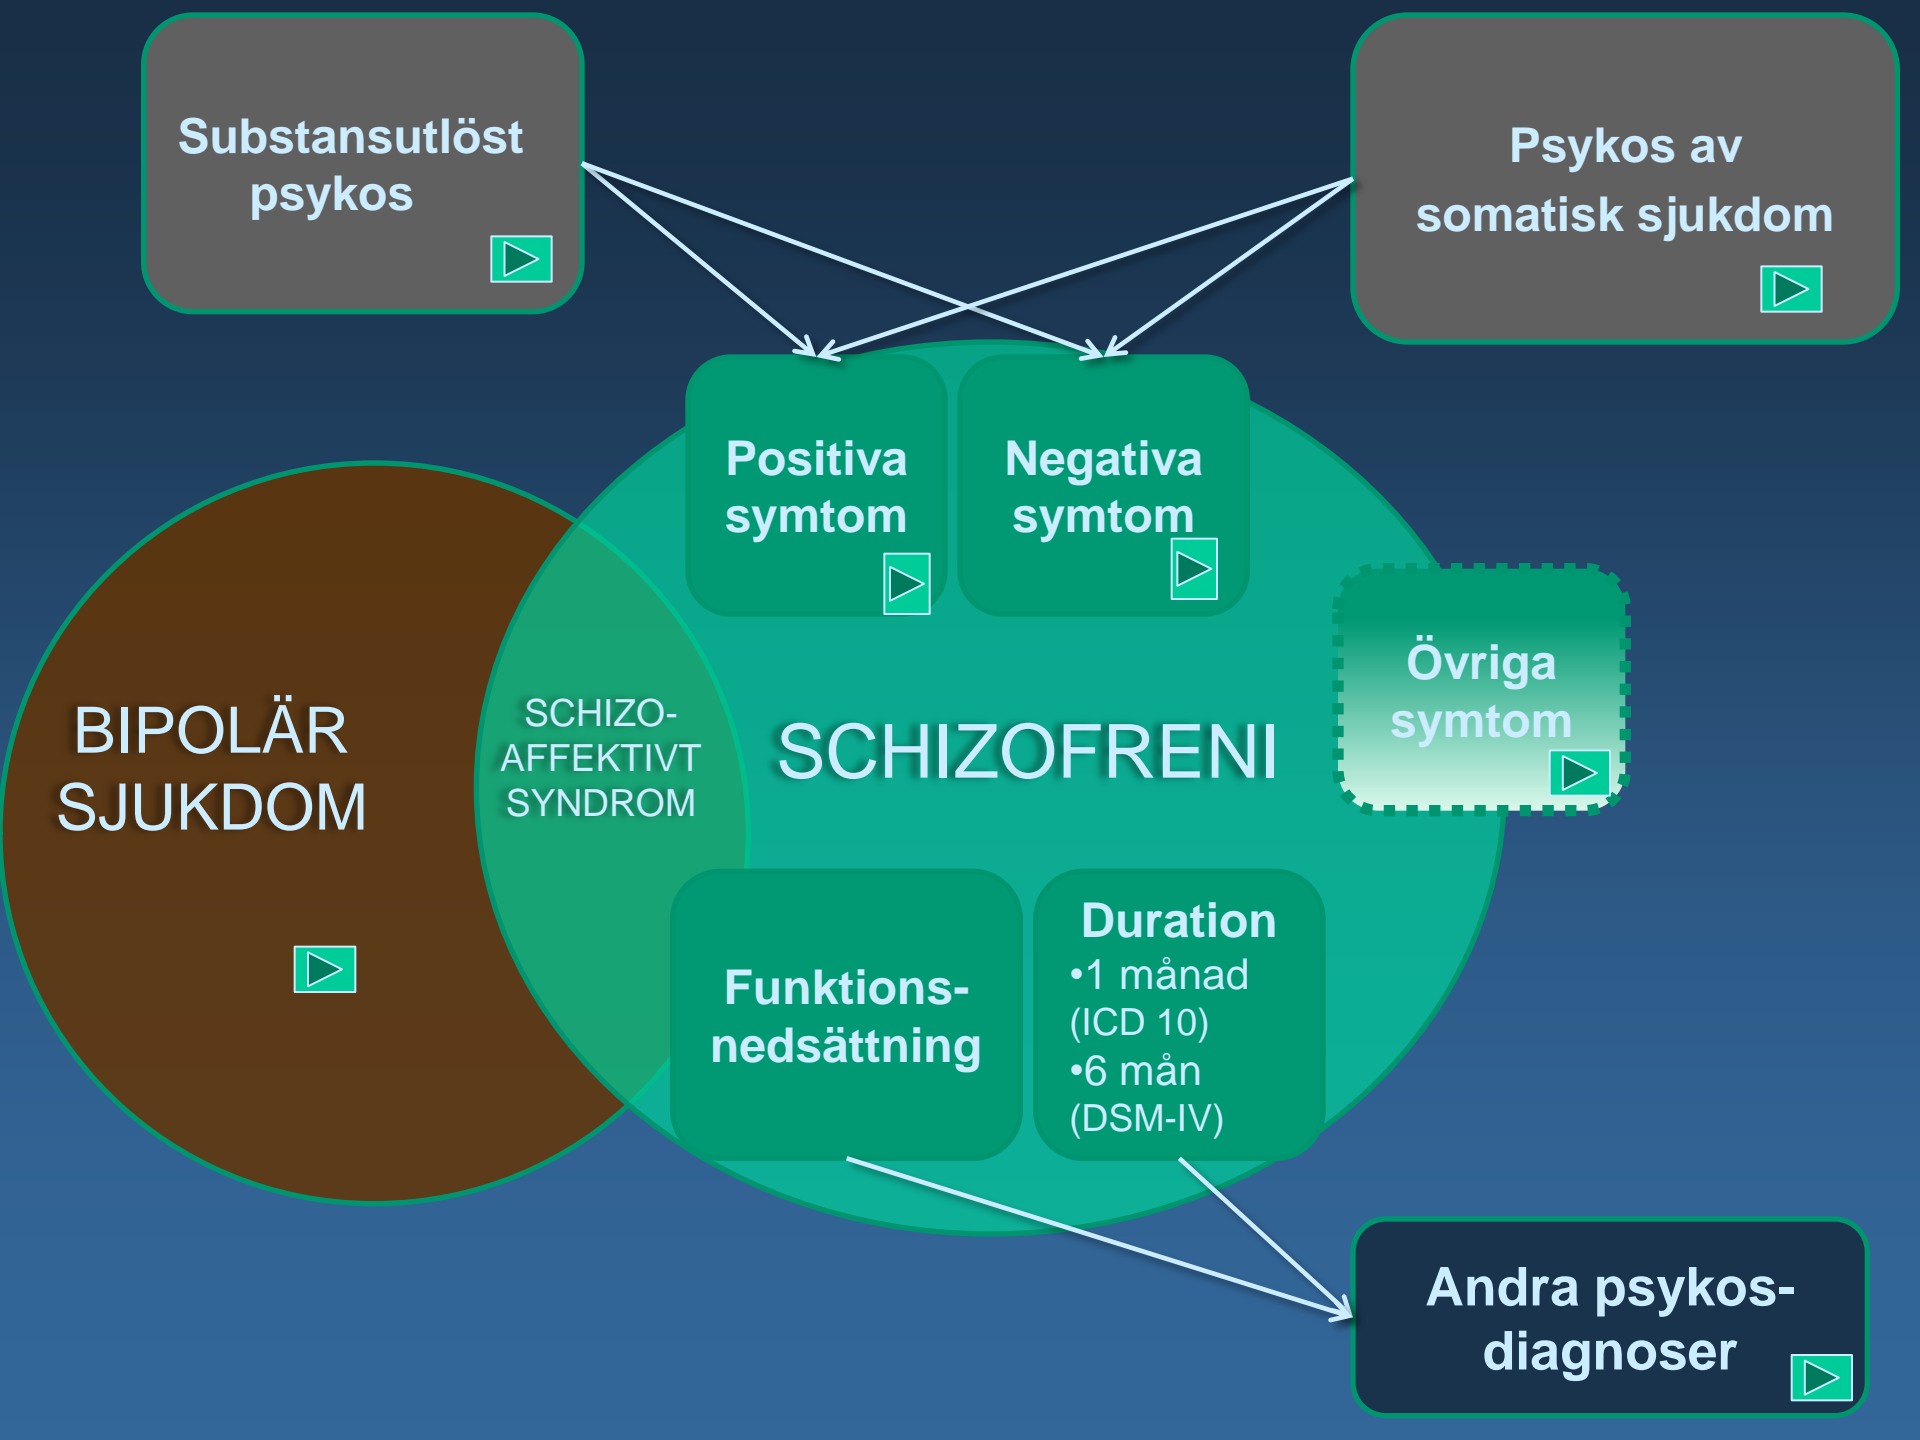 Substansutlöst
psykos
Psykos av
somatisk sjukdom
Positiva
symtom
Negativa
symtom
Övriga
symtom
BIPOLÄR
SJUKDOM
SCHIZO-
AFFEKTIVT
SYNDROM
SCHIZOFRENI
Funktions-
nedsättning
Duration
•1 månad
(ICD 10)
•6 mån
(DSM-IV)
Andra psykos-
diagnoser